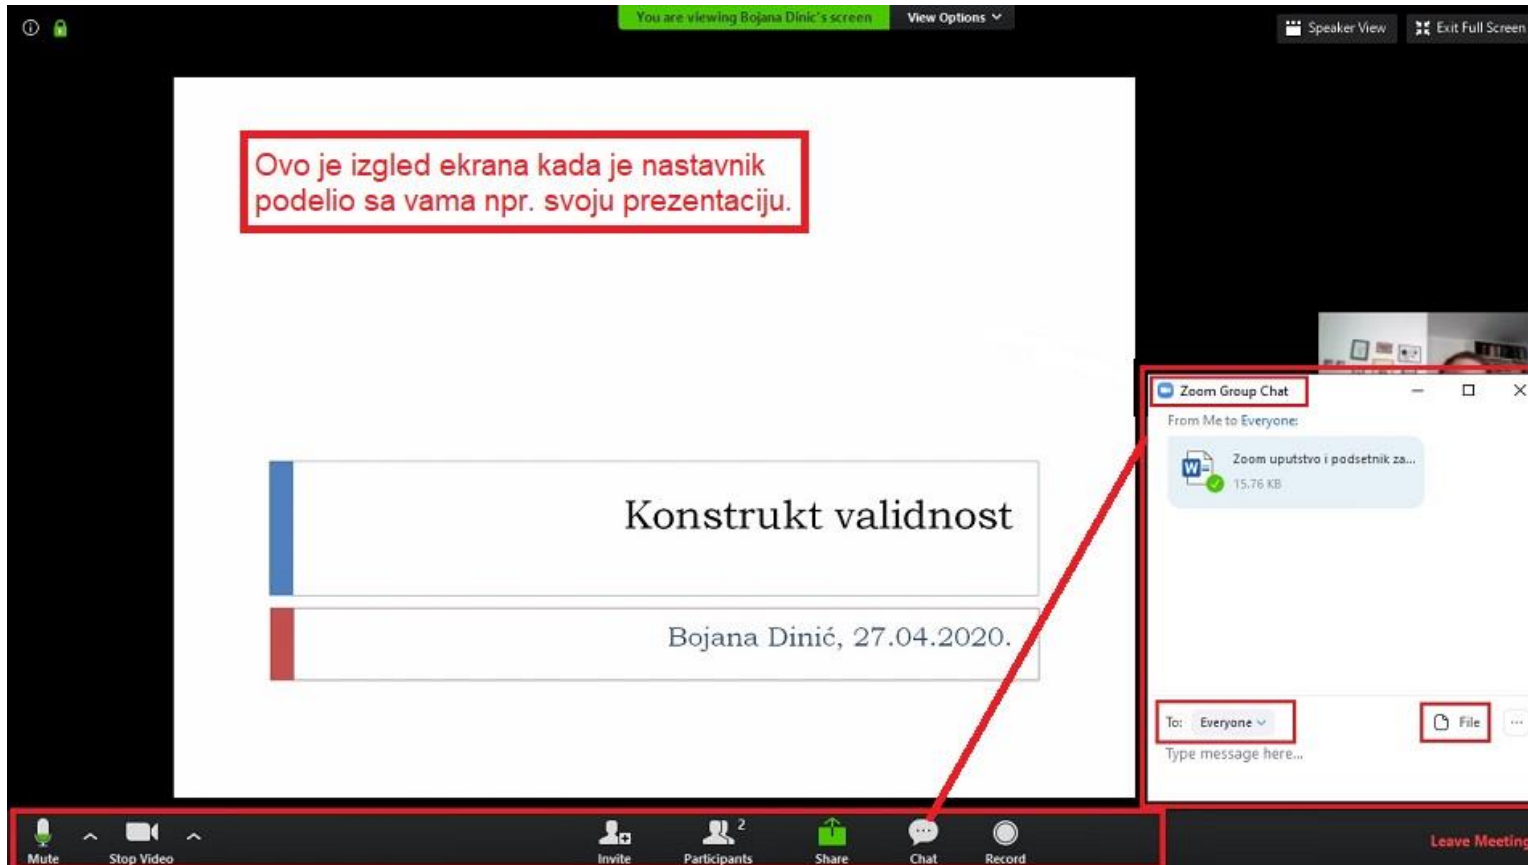 You are viewing Bojana Dinic's screen
View Options
Speaker View
Exit Full Screen
Ovo je izgled ekrana kada je nastavnik
podelio sa vama npr. svoju prezentaciju.
Konstrukt validnost
Bojana Dinić, 27.04.2020.
Zoom Group Chat
From Me to Everyone:
Zoom uputstvo i podsetnik za...
15.76 KB
To: Everyone
File
Type message here...
Mute
Stop Video
Invite
2
Participants
Share
Chat
Record
Leave Meeting